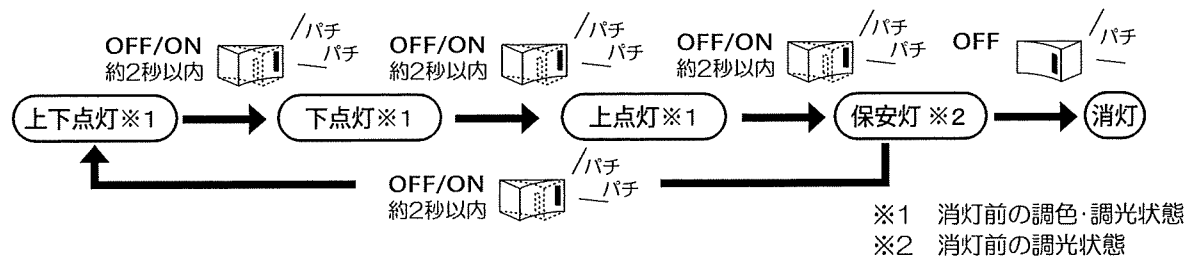 OFF/ON
約2秒以内
パチ
パチ
OFF/ON
約2秒以内
パチ
パチ
OFF/ON
約2秒以内
パチ
パチ
OFF
パチ
上下点灯※1
下点灯※1
上点灯※1
保安灯 ※2
消灯
OFF/ON
約2秒以内
パチ
パチ
※1 消灯前の調色･調光状態
※2 消灯前の調光状態